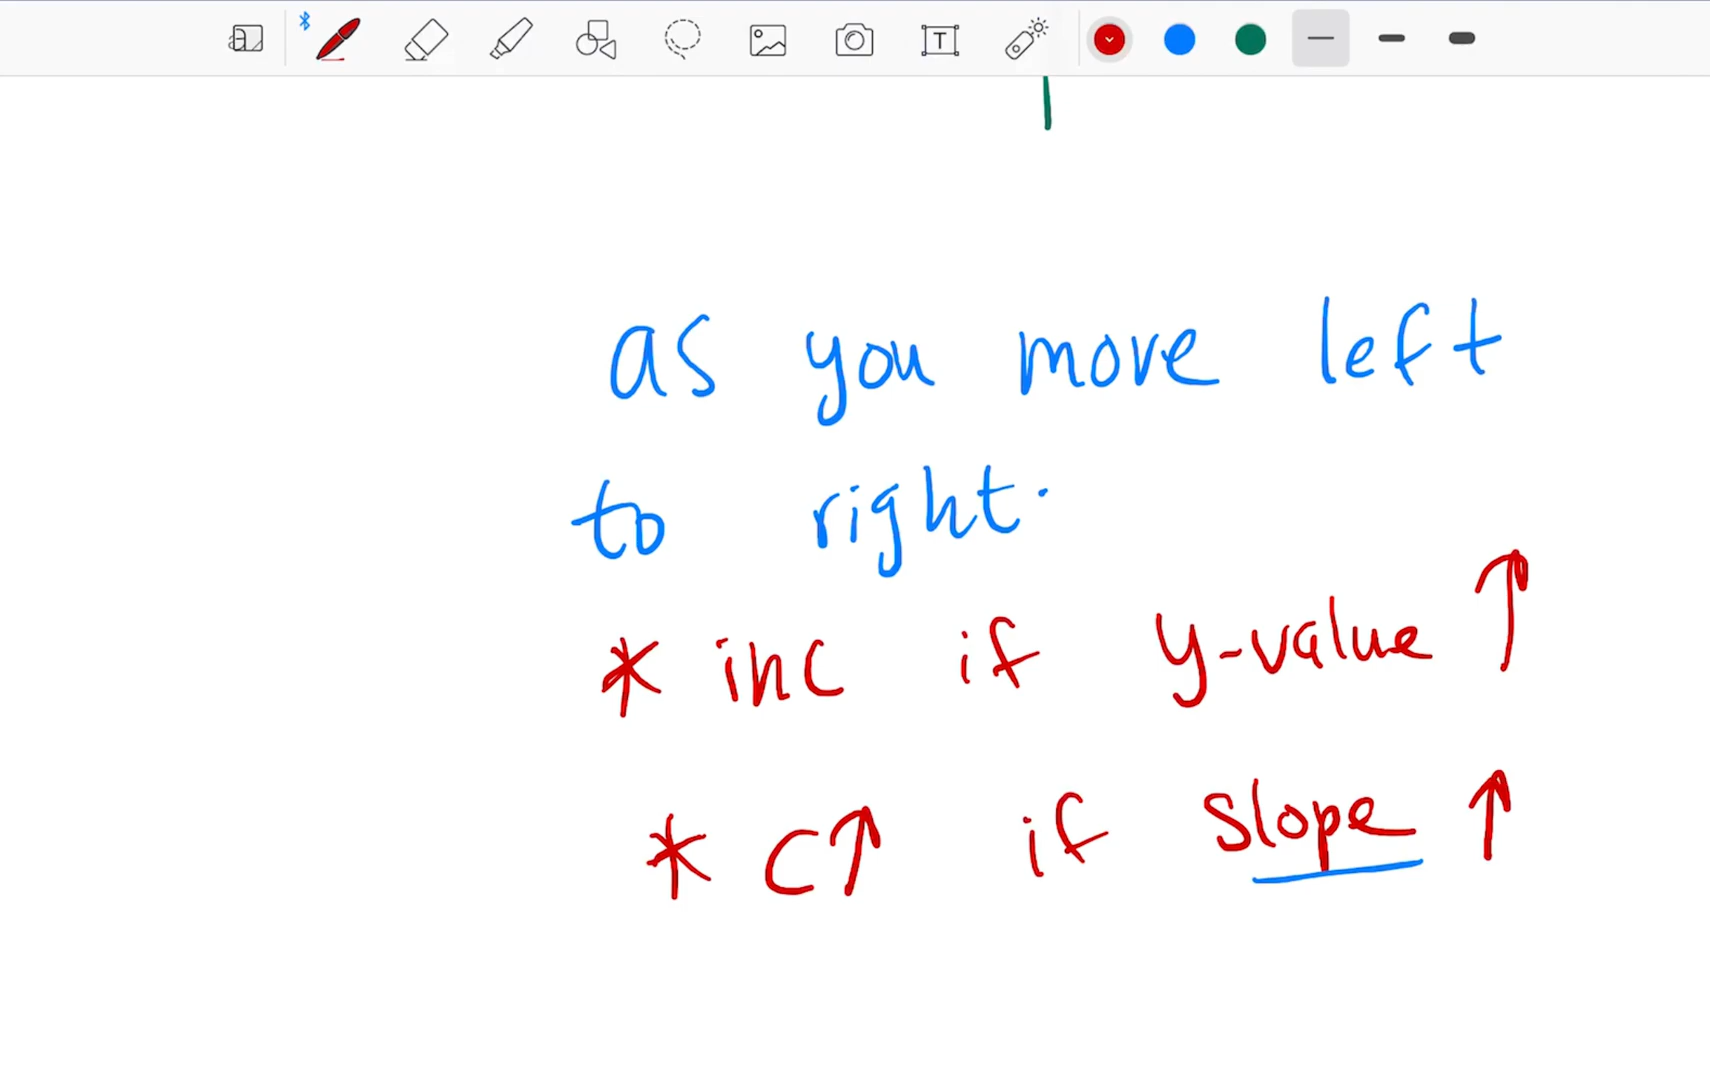 as you move left
to right.
* inc if y-value ↑
* C↑ if slope ↑